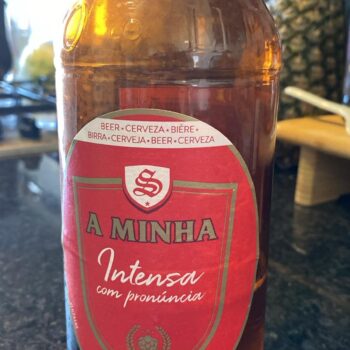 BEER • CERVEZA • BIÈRE •
BIRRA • CERVEJA • BEER • CERVEZA
S
A MINHA
Intensa
com pronúncia